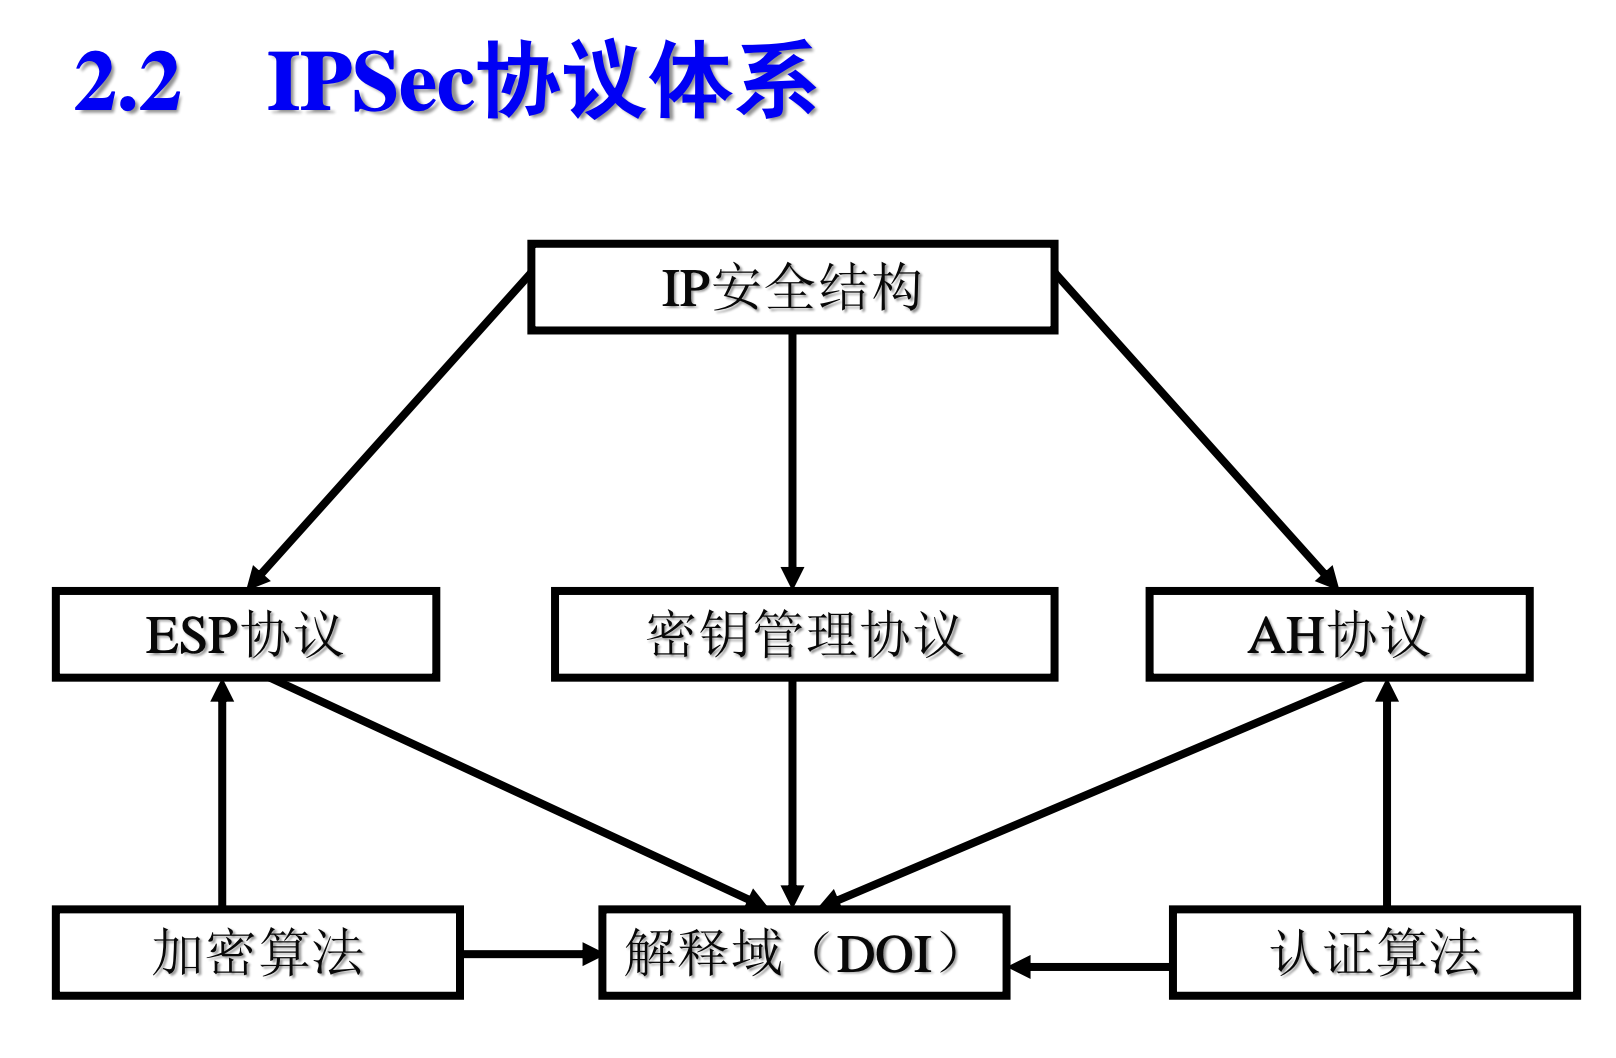 2.2 IPSec协议体系
IP安全结构
ESP协议
密钥管理协议
AH协议
加密算法
解释域（DOI）
认证算法